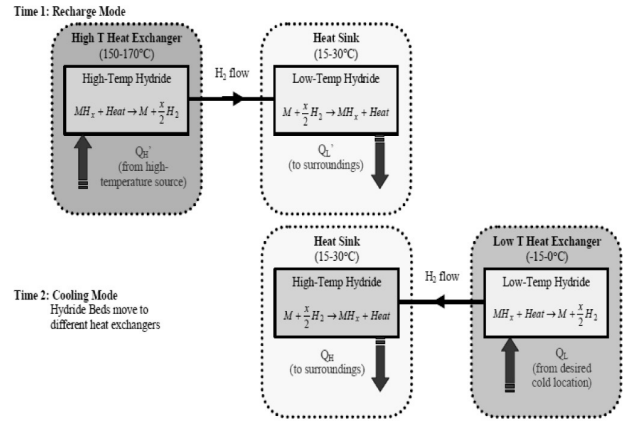 Time 1: Recharge Mode
High T Heat Exchanger
(150-170°C)
High-Temp Hydride
MHₓ + Heat → M + x/2 H₂
Q_H'
(from high-
temperature source)
H₂ flow
Heat Sink
(15-30°C)
Low-Temp Hydride
M + x/2 H₂ → MHₓ + Heat
Q_L'
(to surroundings)
Time 2: Cooling Mode
Hydride Beds move to
different heat exchangers
Heat Sink
(15-30°C)
High-Temp Hydride
M + x/2 H₂ → MHₓ + Heat
Q_H
(to surroundings)
H₂ flow
Low T Heat Exchanger
(-15-0°C)
Low-Temp Hydride
MHₓ + Heat → M + x/2 H₂
Q_L
(from desired
cold location)